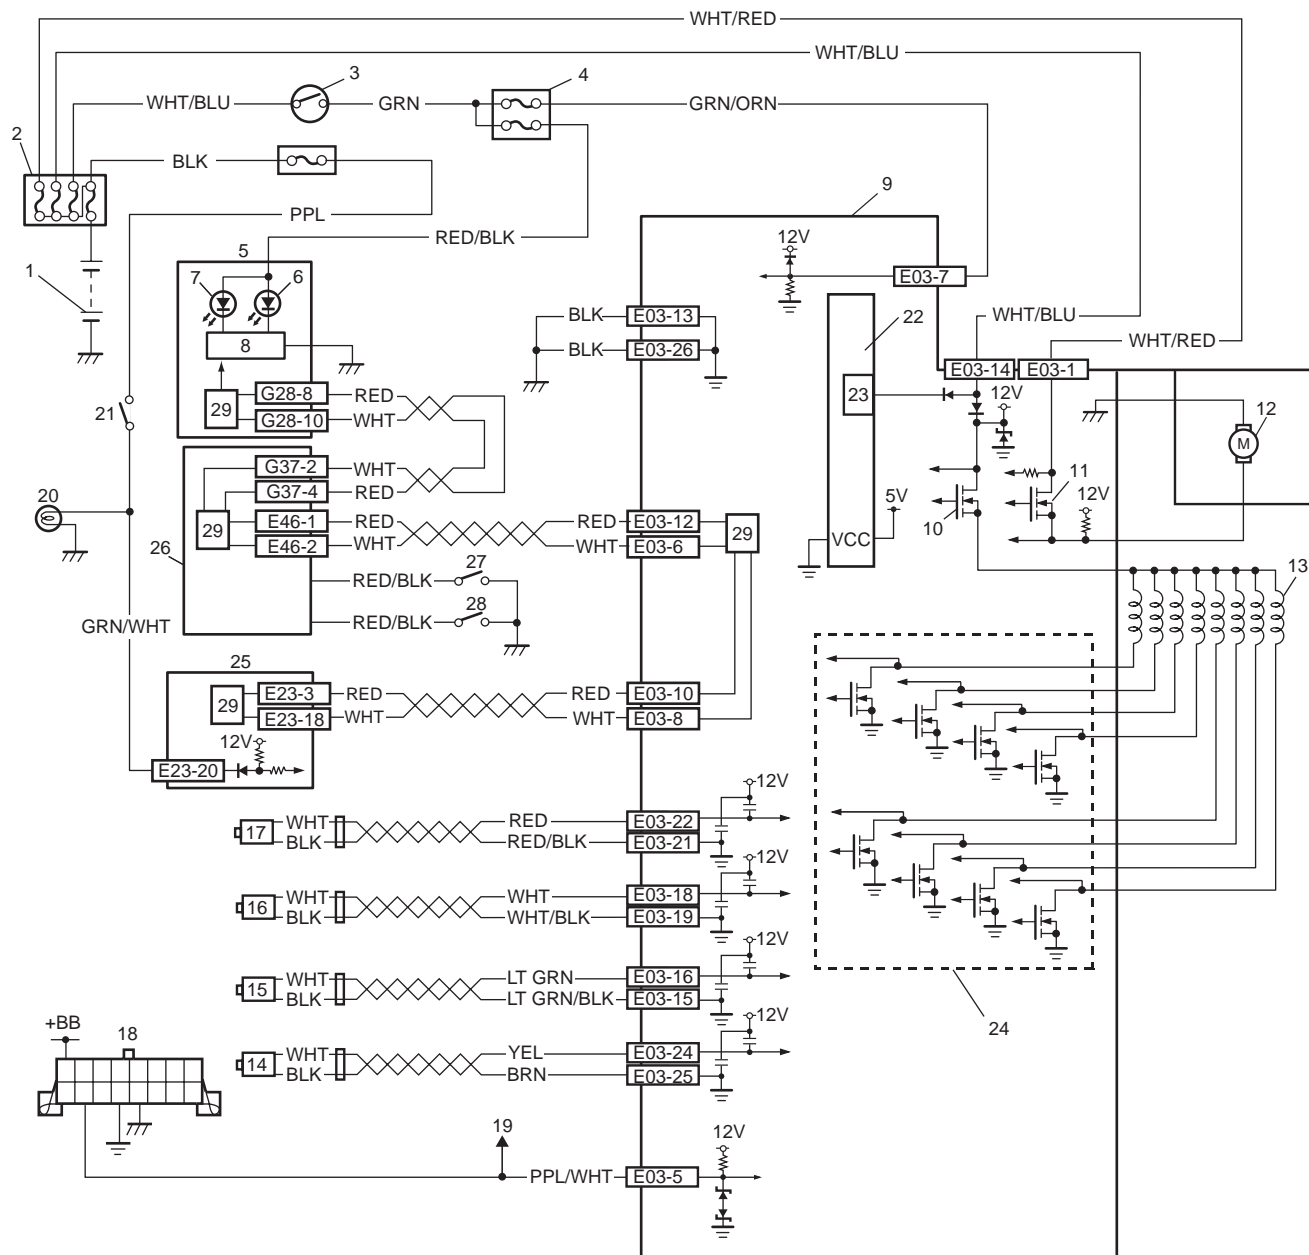 WHT/RED
WHT/BLU
3
4
WHT/BLU
GRN
GRN/ORN
2
BLK
9
PPL
12V
RED/BLK
5
E03-7
1
7
6
22
BLK
E03-13
WHT/BLU
8
WHT/RED
BLK
E03-26
E03-14
E03-1
23
12V
G28-8
RED
29
21
G28-10
WHT
12
M
G37-2
WHT
11
G37-4
RED
20
5V
12V
10
E46-1
RED
RED
E03-12
29
29
E46-2
WHT
WHT
E03-6
VCC
26
27
13
RED/BLK
28
RED/BLK
GRN/WHT
25
E23-3
RED
RED
E03-10
29
E23-18
WHT
WHT
E03-8
12V
E23-20
12V
WHT
RED
E03-22
17
BLK
RED/BLK
E03-21
12V
WHT
WHT
E03-18
16
BLK
WHT/BLK
E03-19
12V
WHT
LT GRN
E03-16
15
BLK
LT GRN/BLK
E03-15
12V
24
+BB
18
WHT
YEL
E03-24
14
BLK
BRN
E03-25
19
12V
PPL/WHT
E03-5